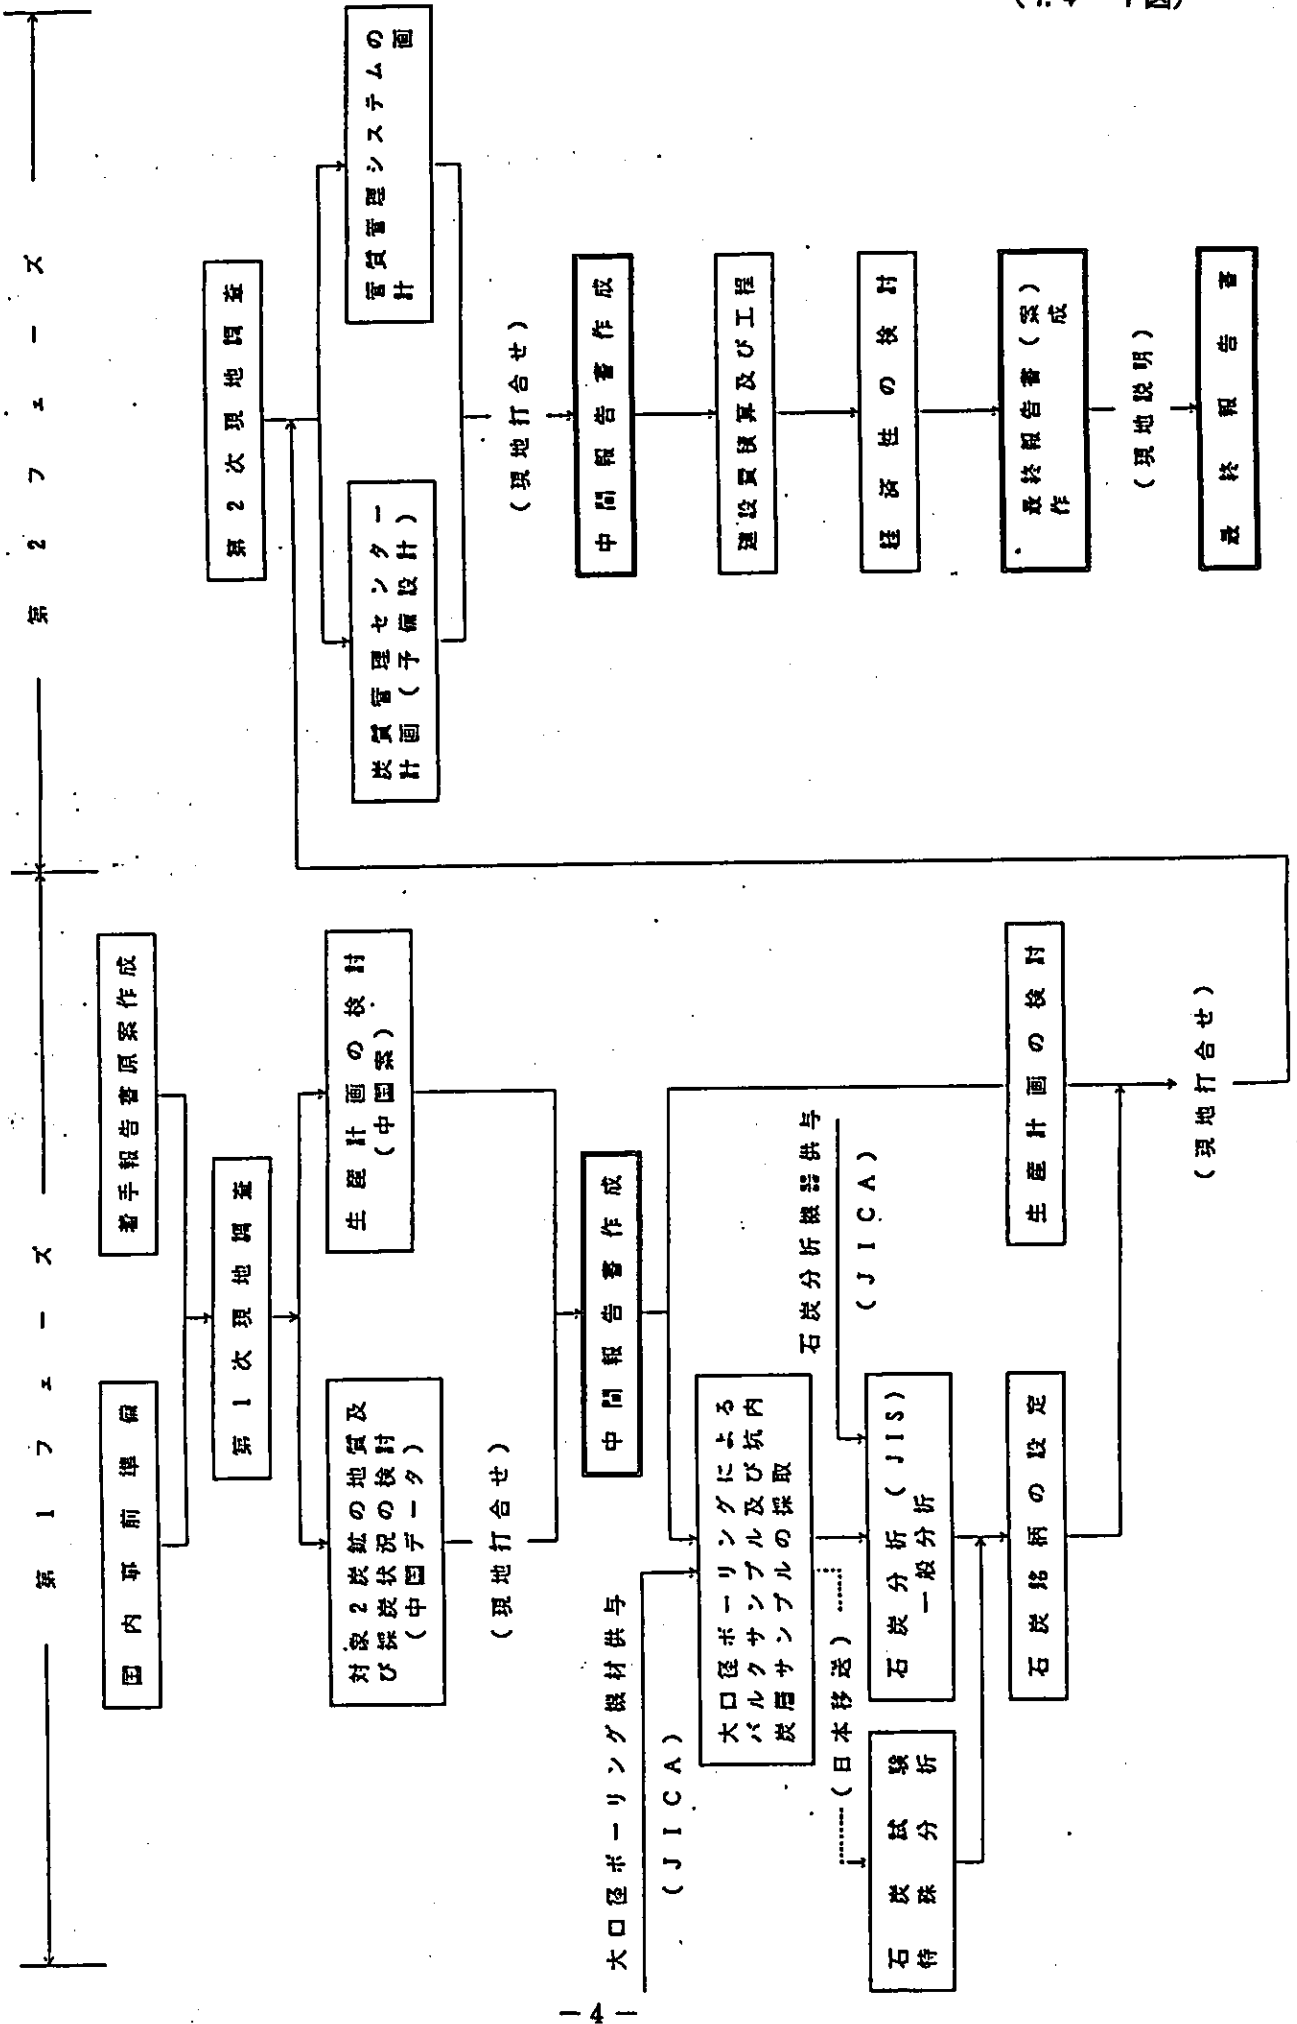 第1フェーズ
国内事前準備
着手報告書原案作成
第1次現地調査
対象2炭鉱の地質及
び採炭状況の検討
(中国データ)
生産計画の検討
(中国案)
(現地打合せ)
中間報告書作成
大口径ボーリング機材供与
(JICA)
大口径ボーリングによる
バルクサンプル及び坑内
炭層サンプルの採取
石炭分析機器供与
(JICA)
(日本移送)
石炭試験
特殊分析
石炭分析(JIS)
一般分析
石炭銘柄の設定
生産計画の検討
(現地打合せ)
第2フェーズ
第2次現地調査
炭質管理センター
計画(予備設計)
営質管理システムの
計画
(現地打合せ)
中間報告書作成
建設費積算及び工程
経済性の検討
最終報告書(案)
作成
(現地説明)
最終報告書
-4-